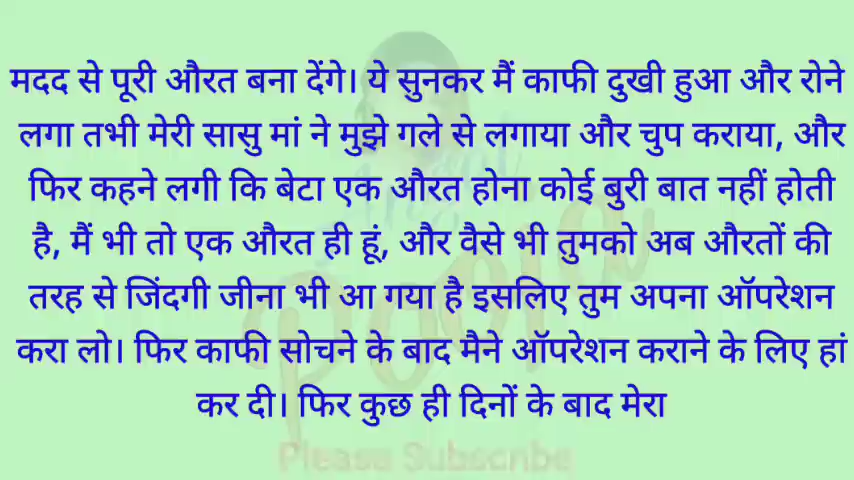 मदद से पूरी औरत बना देंगे। ये सुनकर मैं काफी दुखी हुआ और रोने
लगा तभी मेरी सासु मां ने मुझे गले से लगाया और चुप कराया, और
फिर कहने लगी कि बेटा एक औरत होना कोई बुरी बात नहीं होती
है, मैं भी तो एक औरत ही हूं, और वैसे भी तुमको अब औरतों की
तरह से जिंदगी जीना भी आ गया है इसलिए तुम अपना ऑपरेशन
करा लो। फिर काफी सोचने के बाद मैने ऑपरेशन कराने के लिए हां
कर दी। फिर कुछ ही दिनों के बाद मेरा
Pooja
Please Subscribe